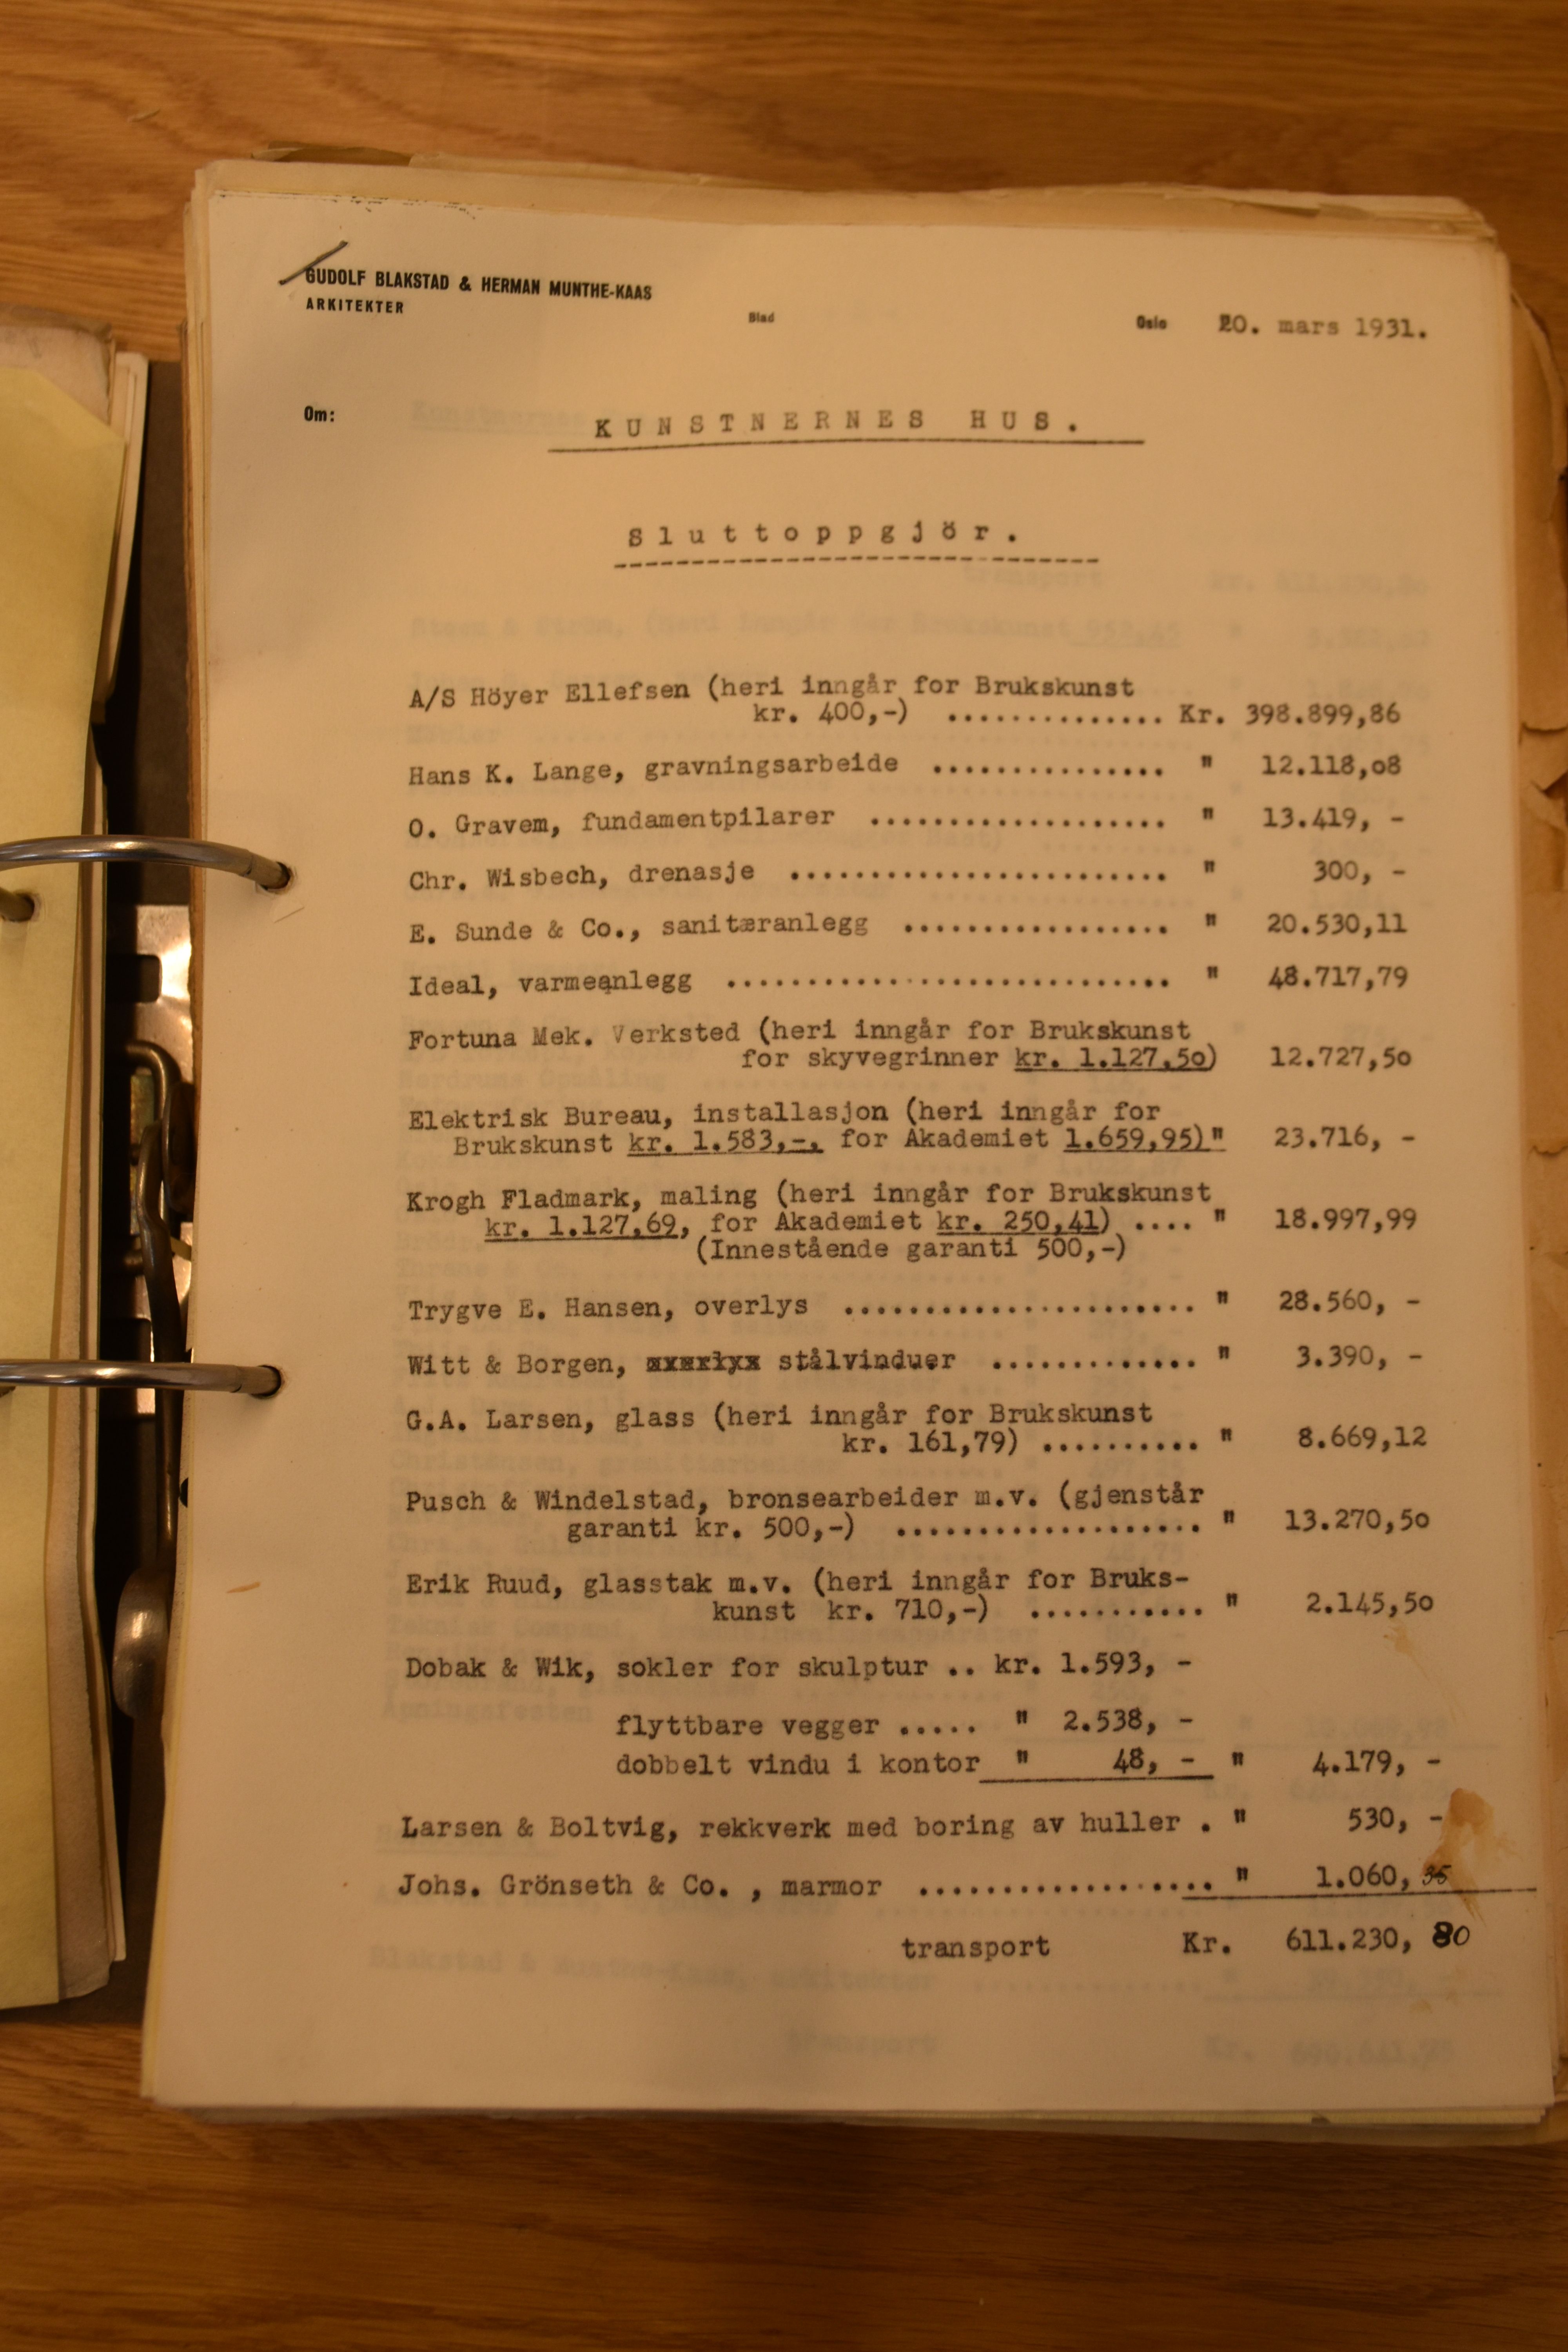 GUDOLF BLAKSTAD & HERMAN MUNTHE-KAAS
ARKITEKTER
Blad
Oslo 20. mars 1931.
Om:
KUNSTNERNES HUS.
Sluttoppgjör.
A/S Höyer Ellefsen (heri inngår for Brukskunst
kr. 400,-) .............. Kr. 398.899,86
Hans K. Lange, gravningsarbeide ............... " 12.118,08
O. Gravem, fundamentpilarer ................... " 13.419, -
Chr. Wisbech, drenasje ........................ " 300, -
E. Sunde & Co., sanitæranlegg ................. " 20.530,11
Ideal, varmeanlegg ............................ " 48.717,79
Fortuna Mek. Verksted (heri inngår for Brukskunst
for skyvegrinner kr. 1.127,50) 12.727,50
Elektrisk Bureau, installasjon (heri inngår for
Brukskunst kr. 1.583,-, for Akademiet 1.659,95)" 23.716, -
Krogh Fladmark, maling (heri inngår for Brukskunst
kr. 1.127,69, for Akademiet kr. 250,41) .... " 18.997,99
(Innestående garanti 500,-)
Trygve E. Hansen, overlys ...................... " 28.560, -
Witt & Borgen, stålvinduer ............. " 3.390, -
G.A. Larsen, glass (heri inngår for Brukskunst
kr. 161,79) .......... " 8.669,12
Pusch & Windelstad, bronsearbeider m.v. (gjenstår
garanti kr. 500,-) ................... " 13.270,50
Erik Ruud, glasstak m.v. (heri inngår for Bruks-
kunst kr. 710,-) ........... " 2.145,50
Dobak & Wik, sokler for skulptur .. kr. 1.593, -
flyttbare vegger ..... " 2.538, -
dobbelt vindu i kontor " 48, - " 4.179, -
Larsen & Boltvig, rekkverk med boring av huller . " 530, -
Johs. Grönseth & Co. , marmor ................... " 1.060, 35
transport Kr. 611.230, 80